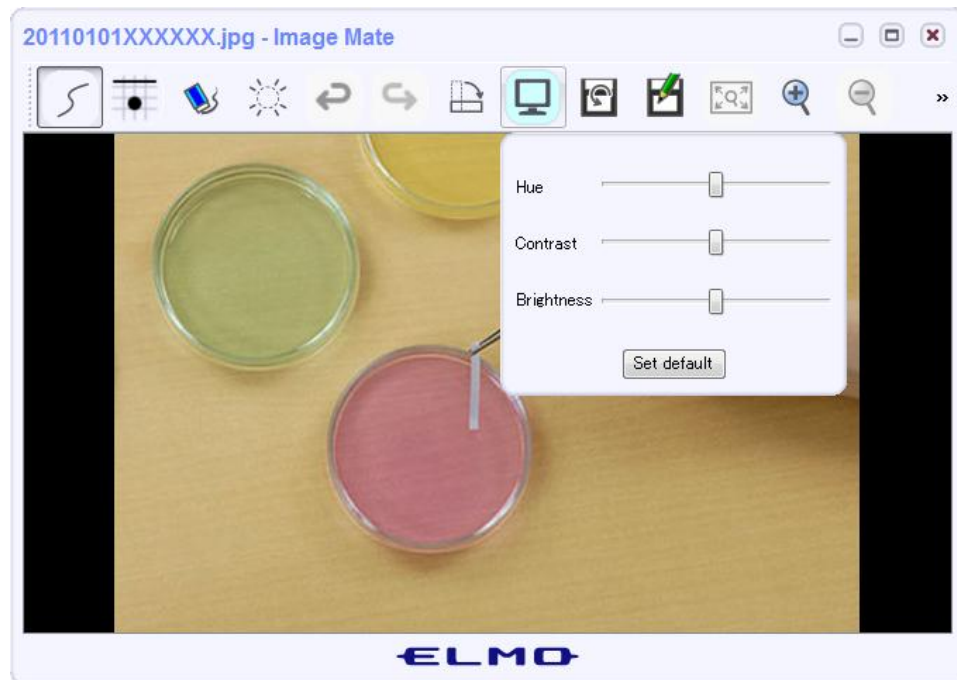 20110101XXXXXX.jpg - Image Mate
»
Hue
Contrast
Brightness
Set default
ELMO